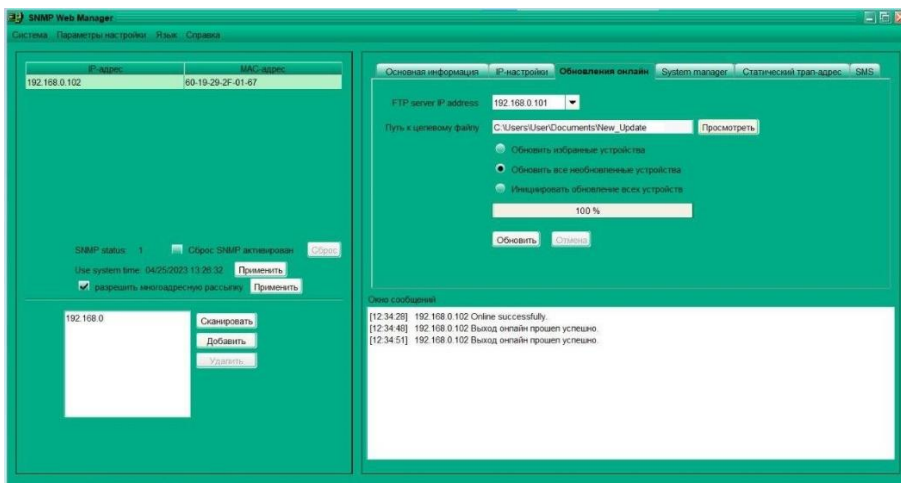 SNMP Web Manager
Система Параметры настройки Язык Справка
IP-адрес MAC-адрес
192.168.0.102 60-19-29-2F-01-67
SNMP status: 1 Сброс SNMP активирован Сброс
Use system time: 04/25/2023 13:26:32 Применить
разрешить многоадресную рассылку Применить
192.168.0
Сканировать
Добавить
Удалить
Основная информация IP-настройки Обновления онлайн System manager Статический трап-адрес SMS
FTP server IP address 192.168.0.101
Путь к целевому файлу C:\Users\User\Documents\New_Update Просмотреть
Обновить избранные устройства
Обновить все необновленные устройства
Инициировать обновление всех устройств
100 %
Обновить Отмена
Окно сообщений
[12:34:28] 192.168.0.102 Online successfully.
[12:34:48] 192.168.0.102 Выход онлайн прошел успешно.
[12:34:51] 192.168.0.102 Выход онлайн прошел успешно.